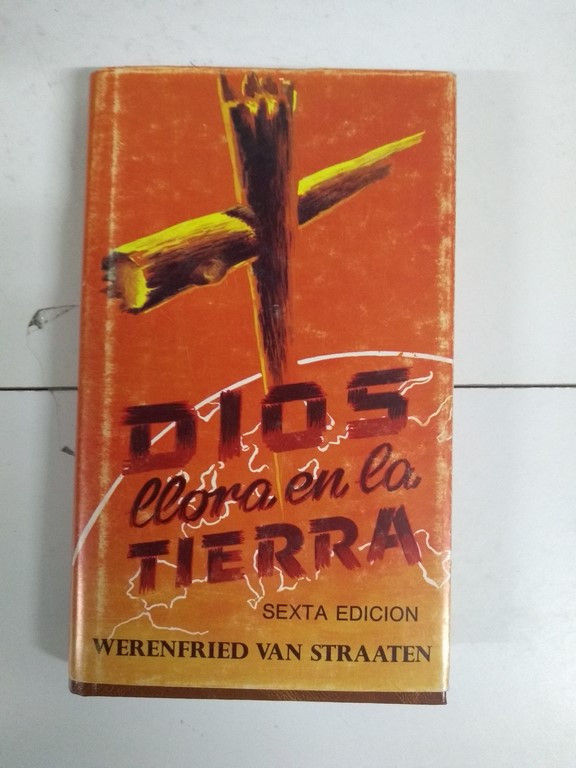 DIOS
llora en la
TIERRA
SEXTA EDICION
WERENFRIED VAN STRAATEN